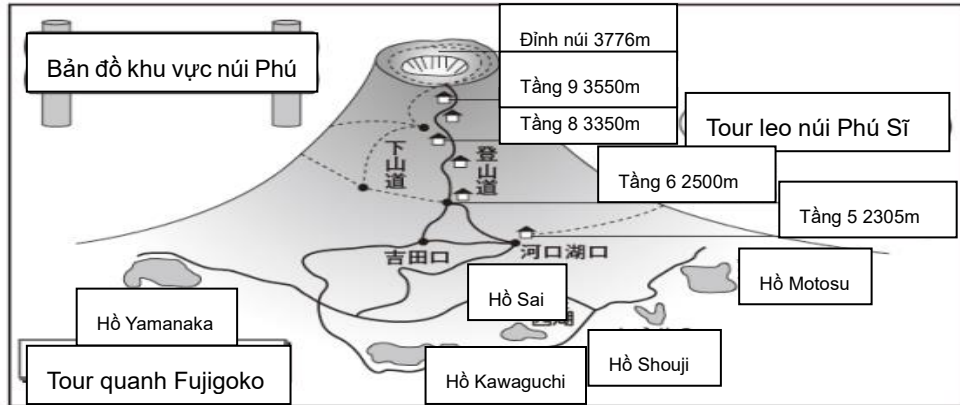 Bản đồ khu vực núi Phú
Đỉnh núi 3776m
Tầng 9 3550m
Tầng 8 3350m
Tour leo núi Phú Sĩ
Tầng 6 2500m
Tầng 5 2305m
下山道
登山道
吉田口
河口湖口
Hồ Motosu
Hồ Sai
Hồ Yamanaka
Hồ Shouji
Tour quanh Fujigoko
Hồ Kawaguchi